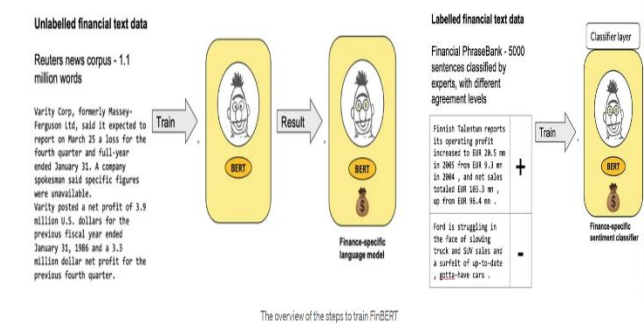 Unlabelled financial text data
Reuters news corpus - 1.1
million words
Varity Corp, formerly Massey-
Ferguson Ltd, said it expected to
report on March 25 a loss for the
fourth quarter and full-year
ended January 31. A company
spokesman said specific figures
were unavailable.
Varity posted a net profit of 3.9
million U.S. dollars for the
previous fiscal year ended
January 31, 1986 and a 3.3
million dollar net profit for the
previous fourth quarter.
Train
BERT
Result
BERT
Finance-specific
language model
Labelled financial text data
Financial PhraseBank - 5000
sentences classified by
experts, with different
agreement levels
Finnish Talentum reports
its operating profit
increased to EUR 20.5 mn
in 2005 from EUR 9.3 mn
in 2004 , and net sales
totaled EUR 103.3 mn ,
up from EUR 96.4 mn .
+
Ford is struggling in
the face of slowing
truck and SUV sales and
a surfeit of up-to-date
, gotta-have cars .
-
Train
Classifier layer
BERT
Finance-specific
sentiment classifier
The overview of the steps to train FinBERT